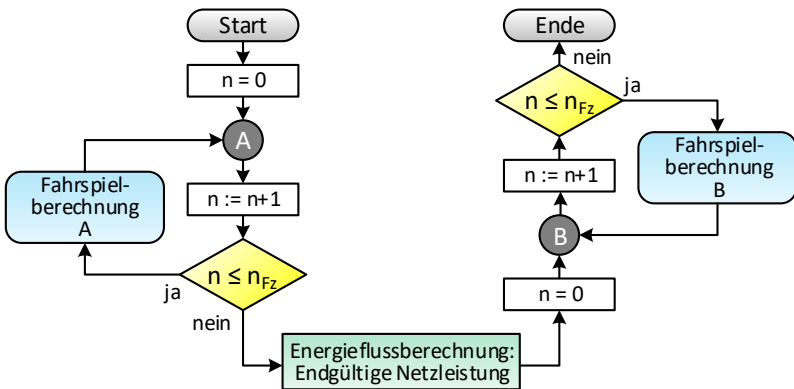 Start
n = 0
A
n := n+1
n ≤ nFz
ja
Fahrspiel-
berechnung
A
nein
Energieflussberechnung:
Endgültige Netzleistung
n = 0
B
n := n+1
n ≤ nFz
ja
Fahrspiel-
berechnung
B
nein
Ende